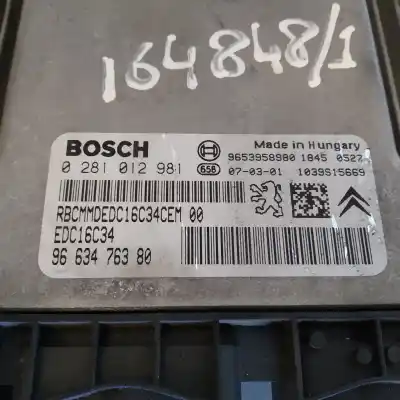 164848/1
BOSCH
Made in Hungary
0 281 012 981
658
9653958980 1845 0527
07-03-01 1039S15669
RBCMMDEDC16C34CEM 00
EDC16C34
96 634 763 80